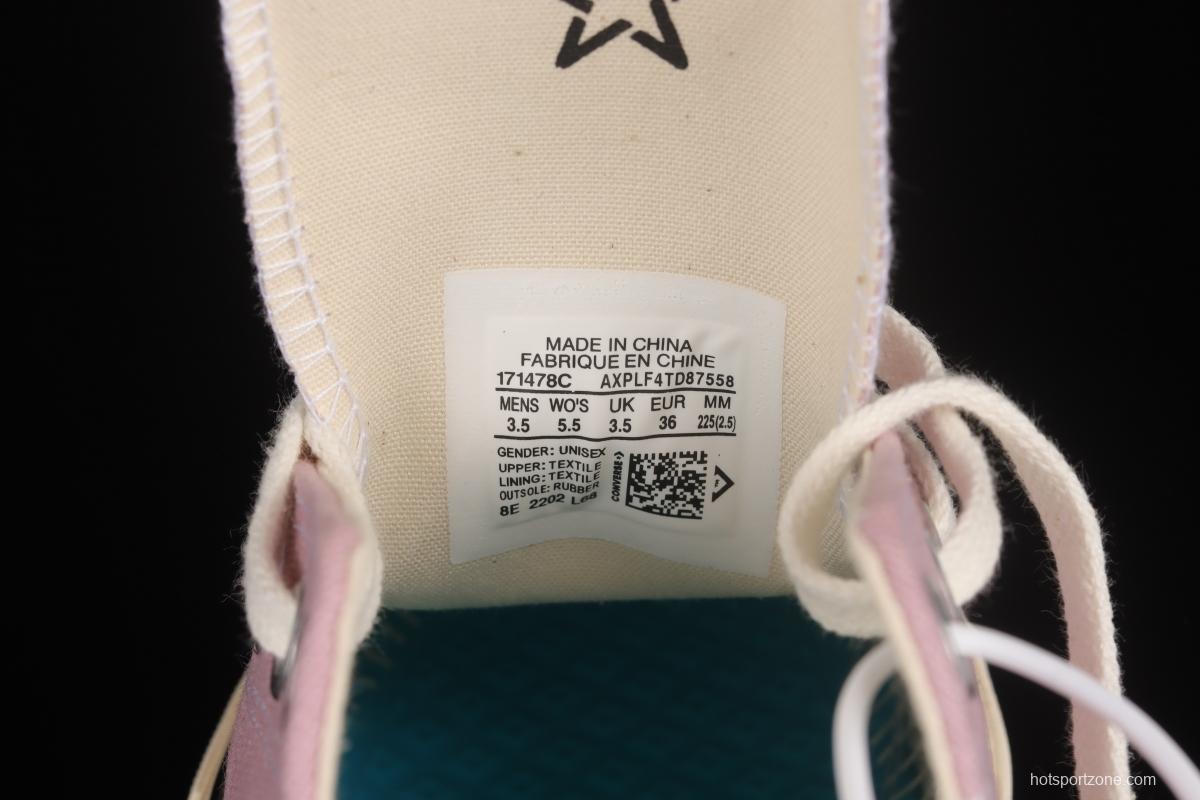 MADE IN CHINA
FABRIQUE EN CHINE
171478C AXPLF4TD87558
MENS WO'S UK EUR MM
3.5 5.5 3.5 36 225(2.5)
GENDER: UNISEX
UPPER: TEXTILE
LINING: TEXTILE
OUTSOLE: RUBBER
8E 2202 L68
CONVERSE
F
hotsportzone.com